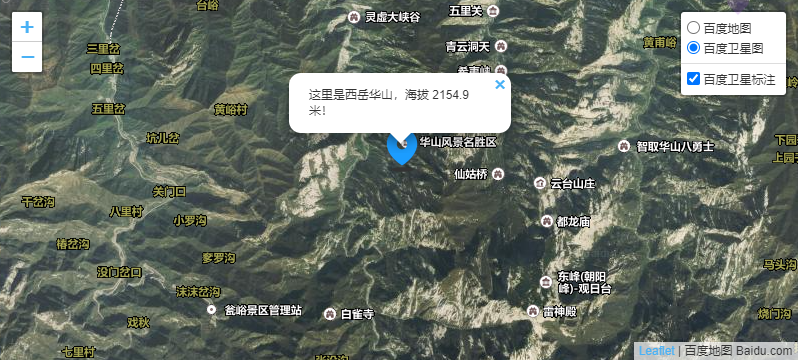 台峪
灵虚大峡谷
五里关
百度地图
三里岔
青云洞天
黄甫峪
百度卫星图
四里岔
百度卫星标注
五里岔
黄峪村
这里是西岳华山，海拔 2154.9
米！
坑儿岔
华山风景名胜区
智取华山八勇士
下园
上园子
仙姑桥
云台山庄
关门口
干岔沟
八里村
小罗沟
都龙庙
椿岔沟
爹罗沟
马头沟
没门岔口
东峰(朝阳
峰)-观日台
沫沫岔沟
瓮峪景区管理站
白雀寺
雷神殿
烧门沟
戏秋
七里村
Leaflet | 百度地图 Baidu.com